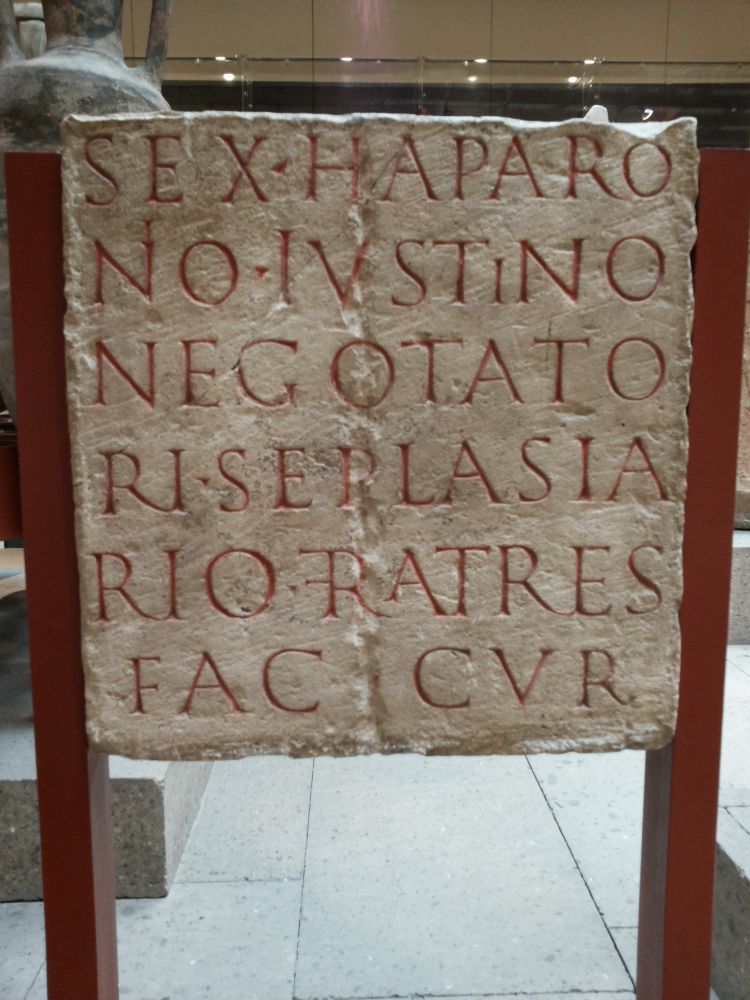 SEX·HAPARO
NO·IVSTINO
NEGOTATO
RI·SEPLASIA
RIO·FRATRES
FAC CVR